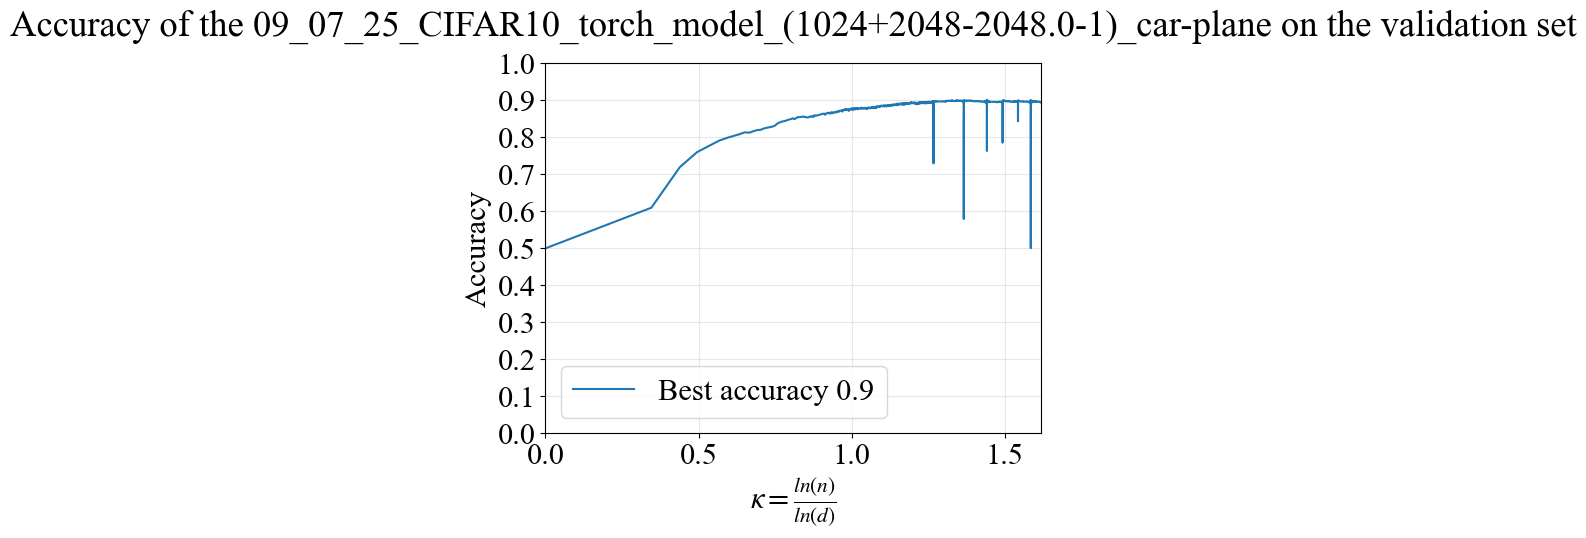 Accuracy of the 09_07_25_CIFAR10_torch_model_(1024+2048-2048.0-1)_car-plane on the validation set
1.0
0.9
0.8
0.7
0.6
0.5
0.4
0.3
0.2
0.1
0.0
Accuracy
Best accuracy 0.9
0.0 0.5 1.0 1.5
κ = ln(n) / ln(d)